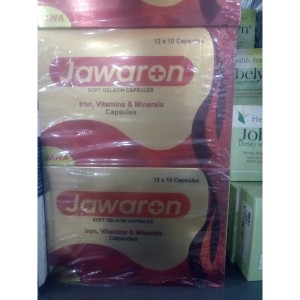 12 x 10 Capsules
Jawaron
SOFT GELATIN CAPSULES
Iron, Vitamins & Minerals
Capsules
12 x 10 Capsules
Jawaron
SOFT GELATIN CAPSULES
Iron, Vitamins & Minerals
Capsules